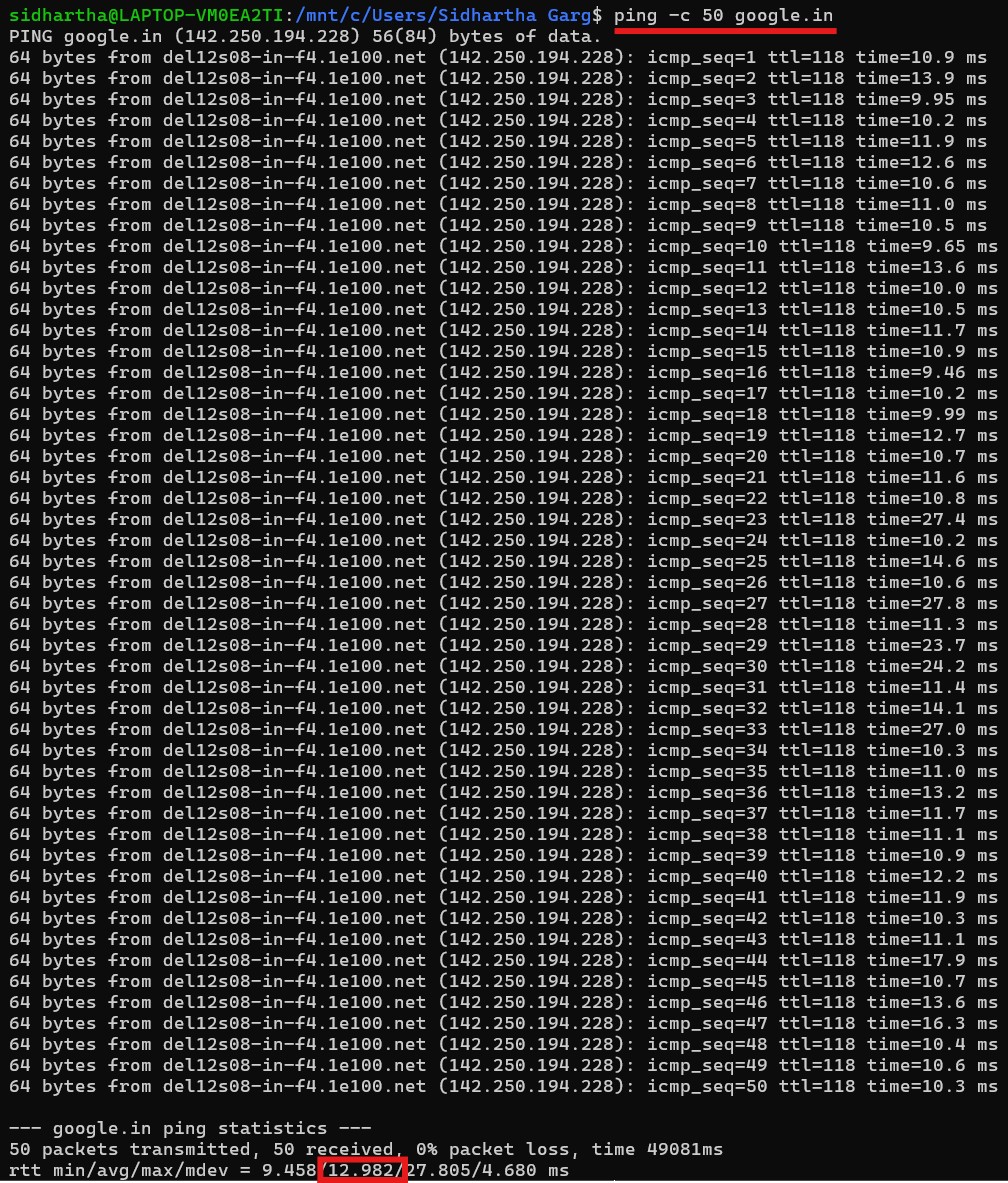 sidhartha@LAPTOP-VM0EA2TI:/mnt/c/Users/Sidhartha Garg$ ping -c 50 google.in
PING google.in (142.250.194.228) 56(84) bytes of data.
64 bytes from del12s08-in-f4.1e100.net (142.250.194.228): icmp_seq=1 ttl=118 time=10.9 ms
64 bytes from del12s08-in-f4.1e100.net (142.250.194.228): icmp_seq=2 ttl=118 time=13.9 ms
64 bytes from del12s08-in-f4.1e100.net (142.250.194.228): icmp_seq=3 ttl=118 time=9.95 ms
64 bytes from del12s08-in-f4.1e100.net (142.250.194.228): icmp_seq=4 ttl=118 time=10.2 ms
64 bytes from del12s08-in-f4.1e100.net (142.250.194.228): icmp_seq=5 ttl=118 time=11.9 ms
64 bytes from del12s08-in-f4.1e100.net (142.250.194.228): icmp_seq=6 ttl=118 time=12.6 ms
64 bytes from del12s08-in-f4.1e100.net (142.250.194.228): icmp_seq=7 ttl=118 time=10.6 ms
64 bytes from del12s08-in-f4.1e100.net (142.250.194.228): icmp_seq=8 ttl=118 time=11.0 ms
64 bytes from del12s08-in-f4.1e100.net (142.250.194.228): icmp_seq=9 ttl=118 time=10.5 ms
64 bytes from del12s08-in-f4.1e100.net (142.250.194.228): icmp_seq=10 ttl=118 time=9.65 ms
64 bytes from del12s08-in-f4.1e100.net (142.250.194.228): icmp_seq=11 ttl=118 time=13.6 ms
64 bytes from del12s08-in-f4.1e100.net (142.250.194.228): icmp_seq=12 ttl=118 time=10.0 ms
64 bytes from del12s08-in-f4.1e100.net (142.250.194.228): icmp_seq=13 ttl=118 time=10.5 ms
64 bytes from del12s08-in-f4.1e100.net (142.250.194.228): icmp_seq=14 ttl=118 time=11.7 ms
64 bytes from del12s08-in-f4.1e100.net (142.250.194.228): icmp_seq=15 ttl=118 time=10.9 ms
64 bytes from del12s08-in-f4.1e100.net (142.250.194.228): icmp_seq=16 ttl=118 time=9.46 ms
64 bytes from del12s08-in-f4.1e100.net (142.250.194.228): icmp_seq=17 ttl=118 time=10.2 ms
64 bytes from del12s08-in-f4.1e100.net (142.250.194.228): icmp_seq=18 ttl=118 time=9.99 ms
64 bytes from del12s08-in-f4.1e100.net (142.250.194.228): icmp_seq=19 ttl=118 time=12.7 ms
64 bytes from del12s08-in-f4.1e100.net (142.250.194.228): icmp_seq=20 ttl=118 time=10.7 ms
64 bytes from del12s08-in-f4.1e100.net (142.250.194.228): icmp_seq=21 ttl=118 time=11.6 ms
64 bytes from del12s08-in-f4.1e100.net (142.250.194.228): icmp_seq=22 ttl=118 time=10.8 ms
64 bytes from del12s08-in-f4.1e100.net (142.250.194.228): icmp_seq=23 ttl=118 time=27.4 ms
64 bytes from del12s08-in-f4.1e100.net (142.250.194.228): icmp_seq=24 ttl=118 time=10.2 ms
64 bytes from del12s08-in-f4.1e100.net (142.250.194.228): icmp_seq=25 ttl=118 time=14.6 ms
64 bytes from del12s08-in-f4.1e100.net (142.250.194.228): icmp_seq=26 ttl=118 time=10.6 ms
64 bytes from del12s08-in-f4.1e100.net (142.250.194.228): icmp_seq=27 ttl=118 time=27.8 ms
64 bytes from del12s08-in-f4.1e100.net (142.250.194.228): icmp_seq=28 ttl=118 time=11.3 ms
64 bytes from del12s08-in-f4.1e100.net (142.250.194.228): icmp_seq=29 ttl=118 time=23.7 ms
64 bytes from del12s08-in-f4.1e100.net (142.250.194.228): icmp_seq=30 ttl=118 time=24.2 ms
64 bytes from del12s08-in-f4.1e100.net (142.250.194.228): icmp_seq=31 ttl=118 time=11.4 ms
64 bytes from del12s08-in-f4.1e100.net (142.250.194.228): icmp_seq=32 ttl=118 time=14.1 ms
64 bytes from del12s08-in-f4.1e100.net (142.250.194.228): icmp_seq=33 ttl=118 time=27.0 ms
64 bytes from del12s08-in-f4.1e100.net (142.250.194.228): icmp_seq=34 ttl=118 time=10.3 ms
64 bytes from del12s08-in-f4.1e100.net (142.250.194.228): icmp_seq=35 ttl=118 time=11.0 ms
64 bytes from del12s08-in-f4.1e100.net (142.250.194.228): icmp_seq=36 ttl=118 time=13.2 ms
64 bytes from del12s08-in-f4.1e100.net (142.250.194.228): icmp_seq=37 ttl=118 time=11.7 ms
64 bytes from del12s08-in-f4.1e100.net (142.250.194.228): icmp_seq=38 ttl=118 time=11.1 ms
64 bytes from del12s08-in-f4.1e100.net (142.250.194.228): icmp_seq=39 ttl=118 time=10.9 ms
64 bytes from del12s08-in-f4.1e100.net (142.250.194.228): icmp_seq=40 ttl=118 time=12.2 ms
64 bytes from del12s08-in-f4.1e100.net (142.250.194.228): icmp_seq=41 ttl=118 time=11.9 ms
64 bytes from del12s08-in-f4.1e100.net (142.250.194.228): icmp_seq=42 ttl=118 time=10.3 ms
64 bytes from del12s08-in-f4.1e100.net (142.250.194.228): icmp_seq=43 ttl=118 time=11.1 ms
64 bytes from del12s08-in-f4.1e100.net (142.250.194.228): icmp_seq=44 ttl=118 time=17.9 ms
64 bytes from del12s08-in-f4.1e100.net (142.250.194.228): icmp_seq=45 ttl=118 time=10.7 ms
64 bytes from del12s08-in-f4.1e100.net (142.250.194.228): icmp_seq=46 ttl=118 time=13.6 ms
64 bytes from del12s08-in-f4.1e100.net (142.250.194.228): icmp_seq=47 ttl=118 time=16.3 ms
64 bytes from del12s08-in-f4.1e100.net (142.250.194.228): icmp_seq=48 ttl=118 time=10.4 ms
64 bytes from del12s08-in-f4.1e100.net (142.250.194.228): icmp_seq=49 ttl=118 time=10.6 ms
64 bytes from del12s08-in-f4.1e100.net (142.250.194.228): icmp_seq=50 ttl=118 time=10.3 ms
--- google.in ping statistics ---
50 packets transmitted, 50 received, 0% packet loss, time 49081ms
rtt min/avg/max/mdev = 9.458/12.982/27.805/4.680 ms